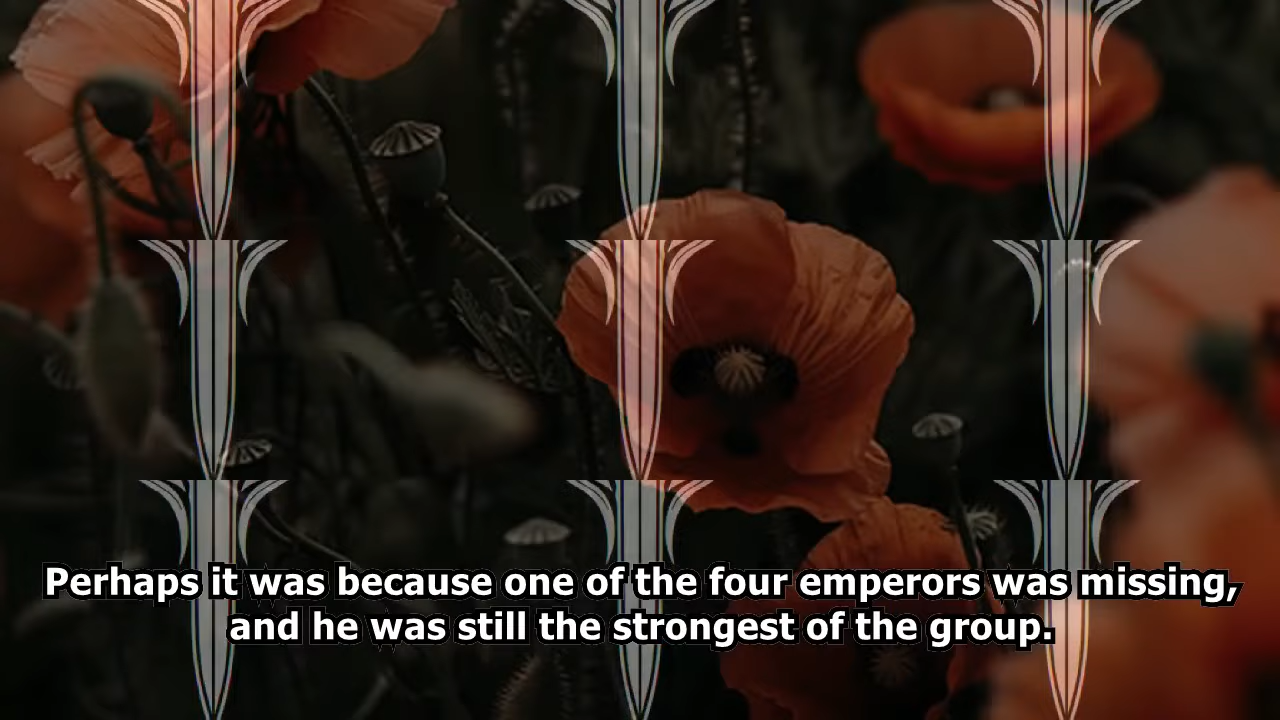 Perhaps it was because one of the four emperors was missing,
and he was still the strongest of the group.